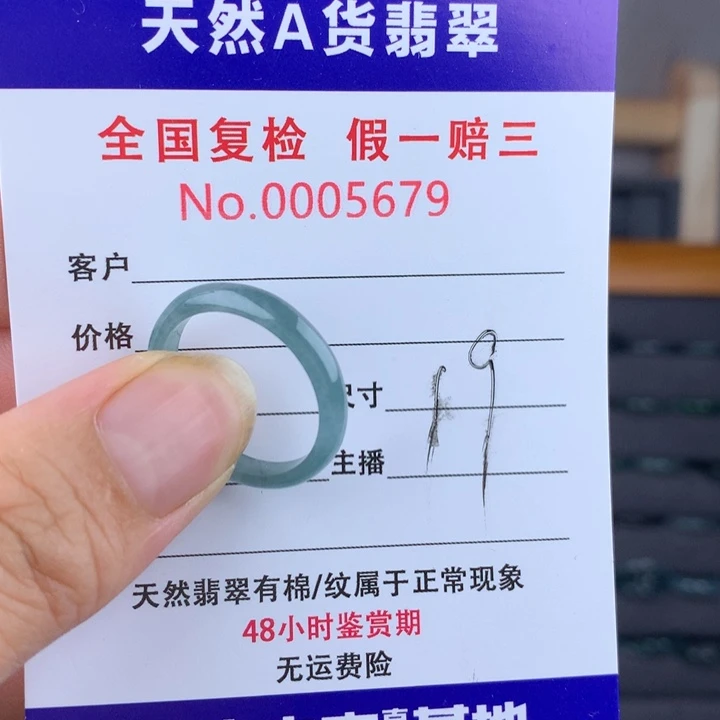 天然A货翡翠
全国复检 假一赔三
No.0005679
客户
价格
尺寸 19
主播
天然翡翠有棉/纹属于正常现象
48小时鉴赏期
无运费险